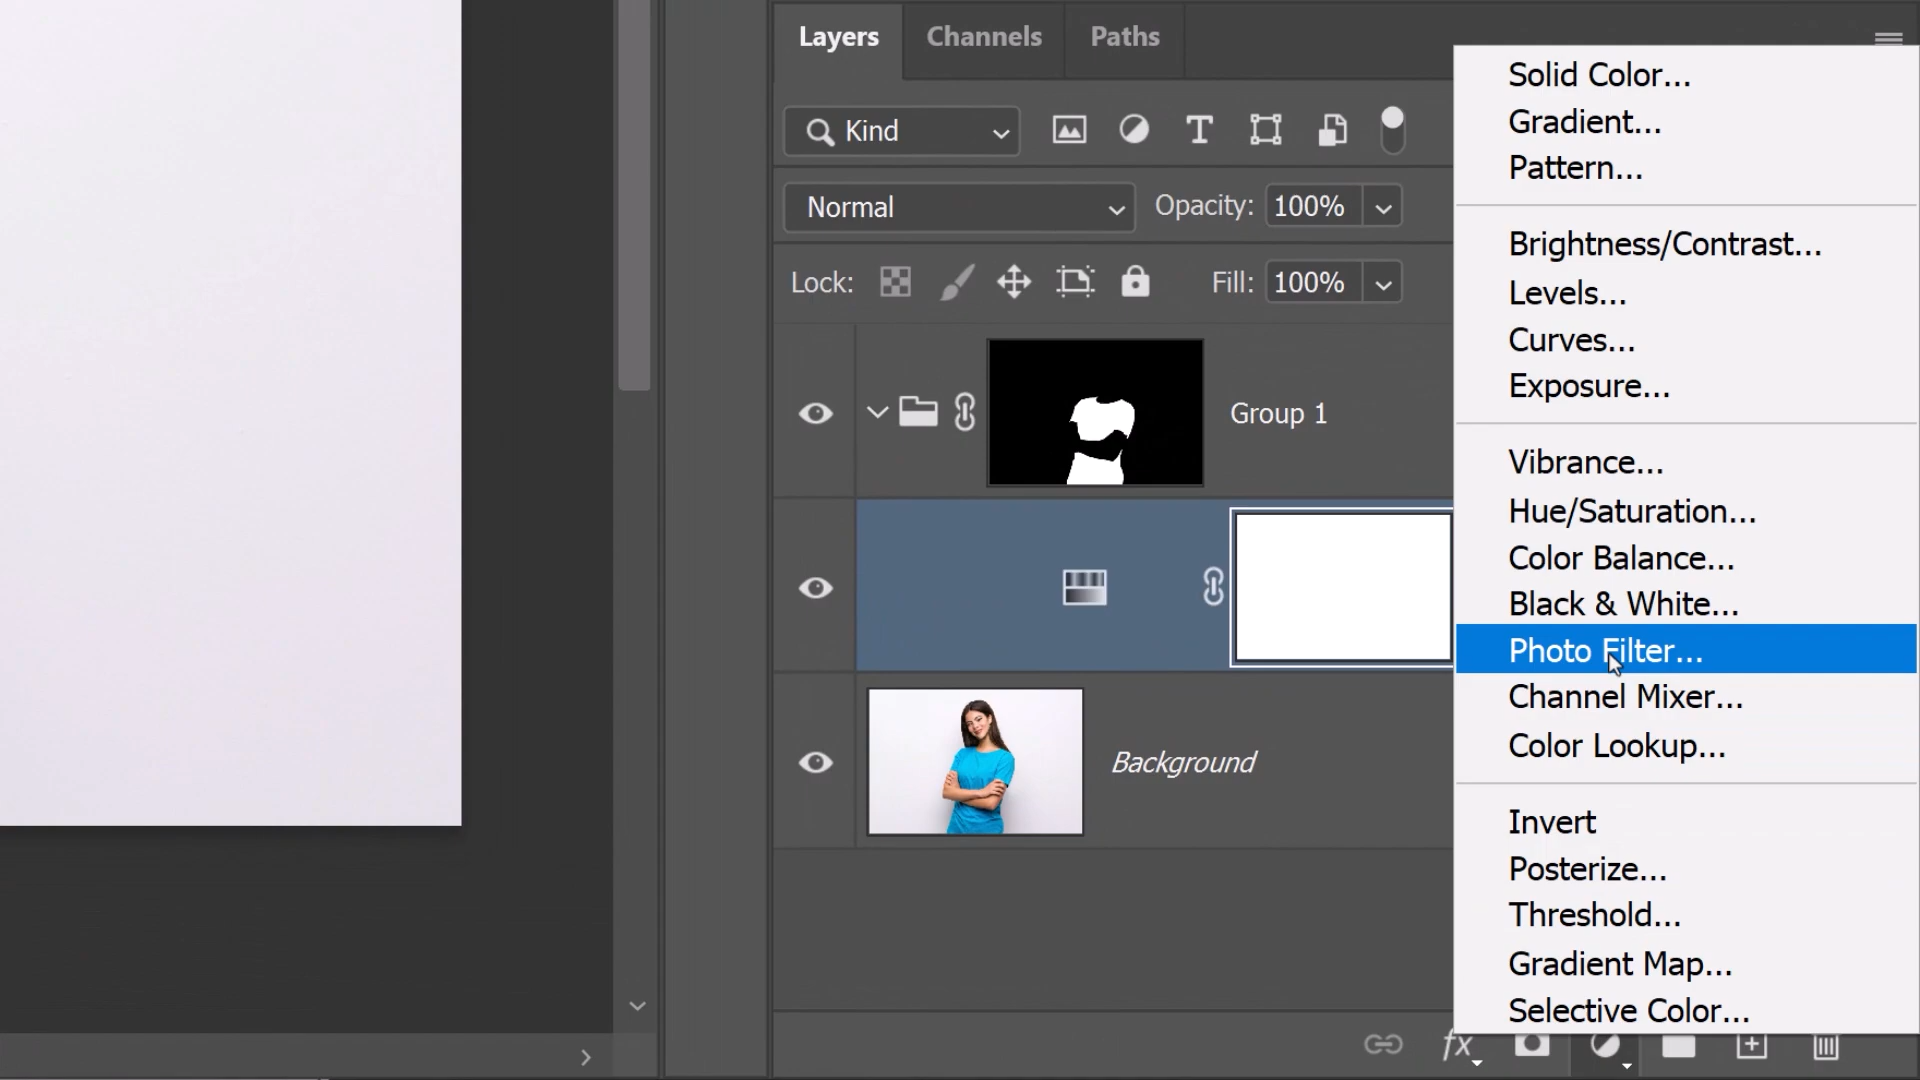 Layers Channels Paths
Kind
Normal Opacity: 100%
Lock: Fill: 100%
Group 1
Background
Solid Color...
Gradient...
Pattern...
Brightness/Contrast...
Levels...
Curves...
Exposure...
Vibrance...
Hue/Saturation...
Color Balance...
Black & White...
Photo Filter...
Channel Mixer...
Color Lookup...
Invert
Posterize...
Threshold...
Gradient Map...
Selective Color...
fx